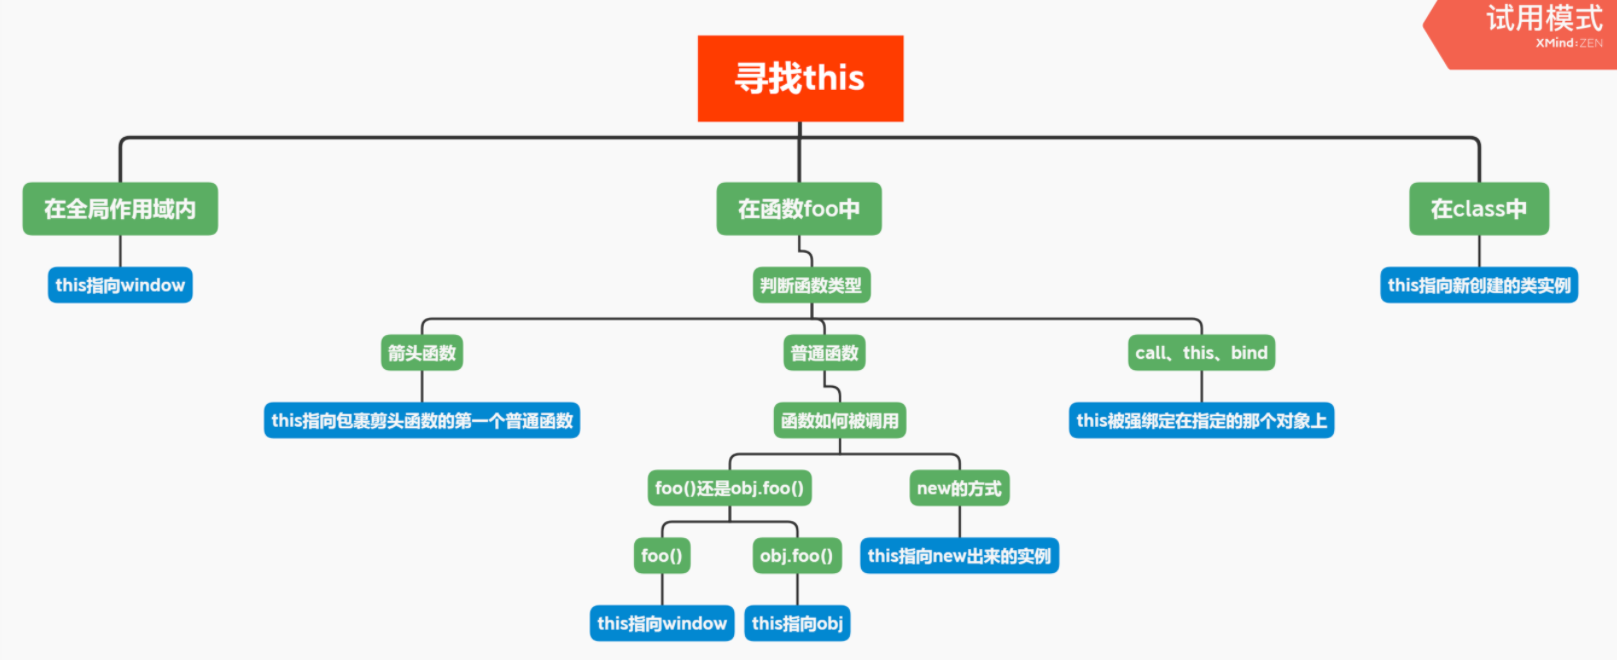 试用模式
XMind:ZEN
寻找this
在全局作用域内
在函数foo中
在class中
this指向window
判断函数类型
this指向新创建的类实例
箭头函数
普通函数
call、this、bind
this指向包裹剪头函数的第一个普通函数
函数如何被调用
this被强绑定在指定的那个对象上
foo()还是obj.foo()
new的方式
foo()
obj.foo()
this指向new出来的实例
this指向window
this指向obj